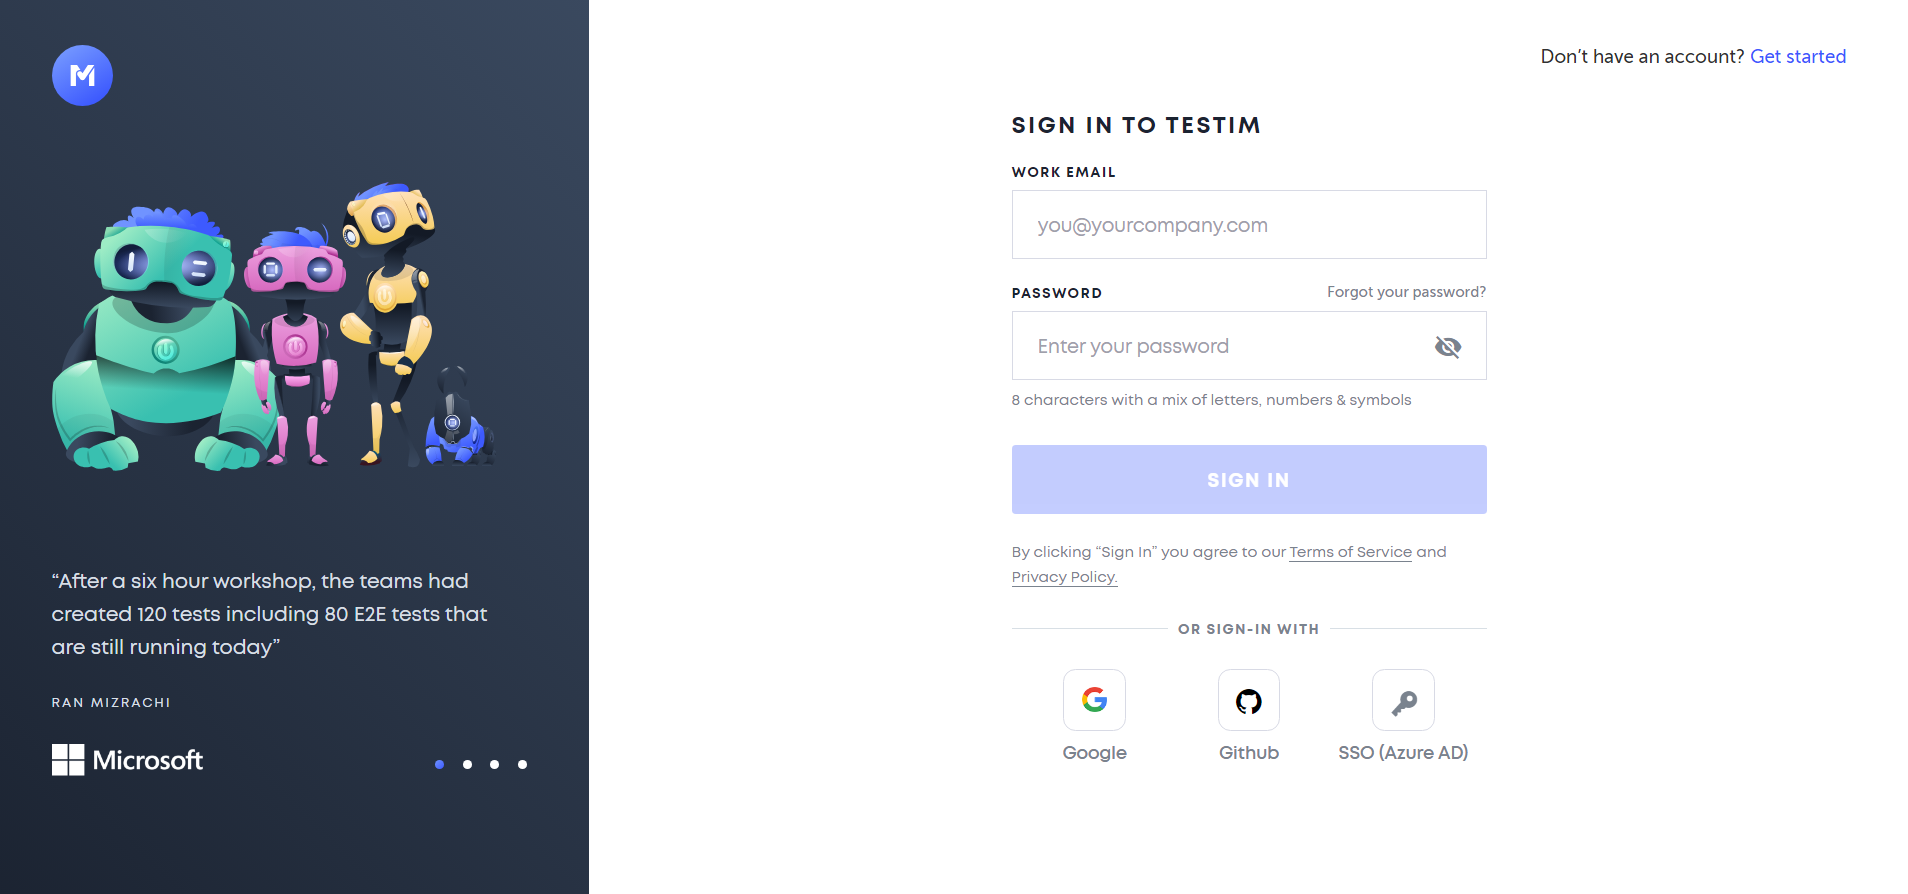 Don't have an account? Get started
SIGN IN TO TESTIM
WORK EMAIL
you@yourcompany.com
PASSWORD
Forgot your password?
Enter your password
8 characters with a mix of letters, numbers & symbols
SIGN IN
By clicking “Sign In” you agree to our Terms of Service and
Privacy Policy.
OR SIGN-IN WITH
Google
Github
SSO (Azure AD)
“After a six hour workshop, the teams had
created 120 tests including 80 E2E tests that
are still running today”
RAN MIZRACHI
Microsoft